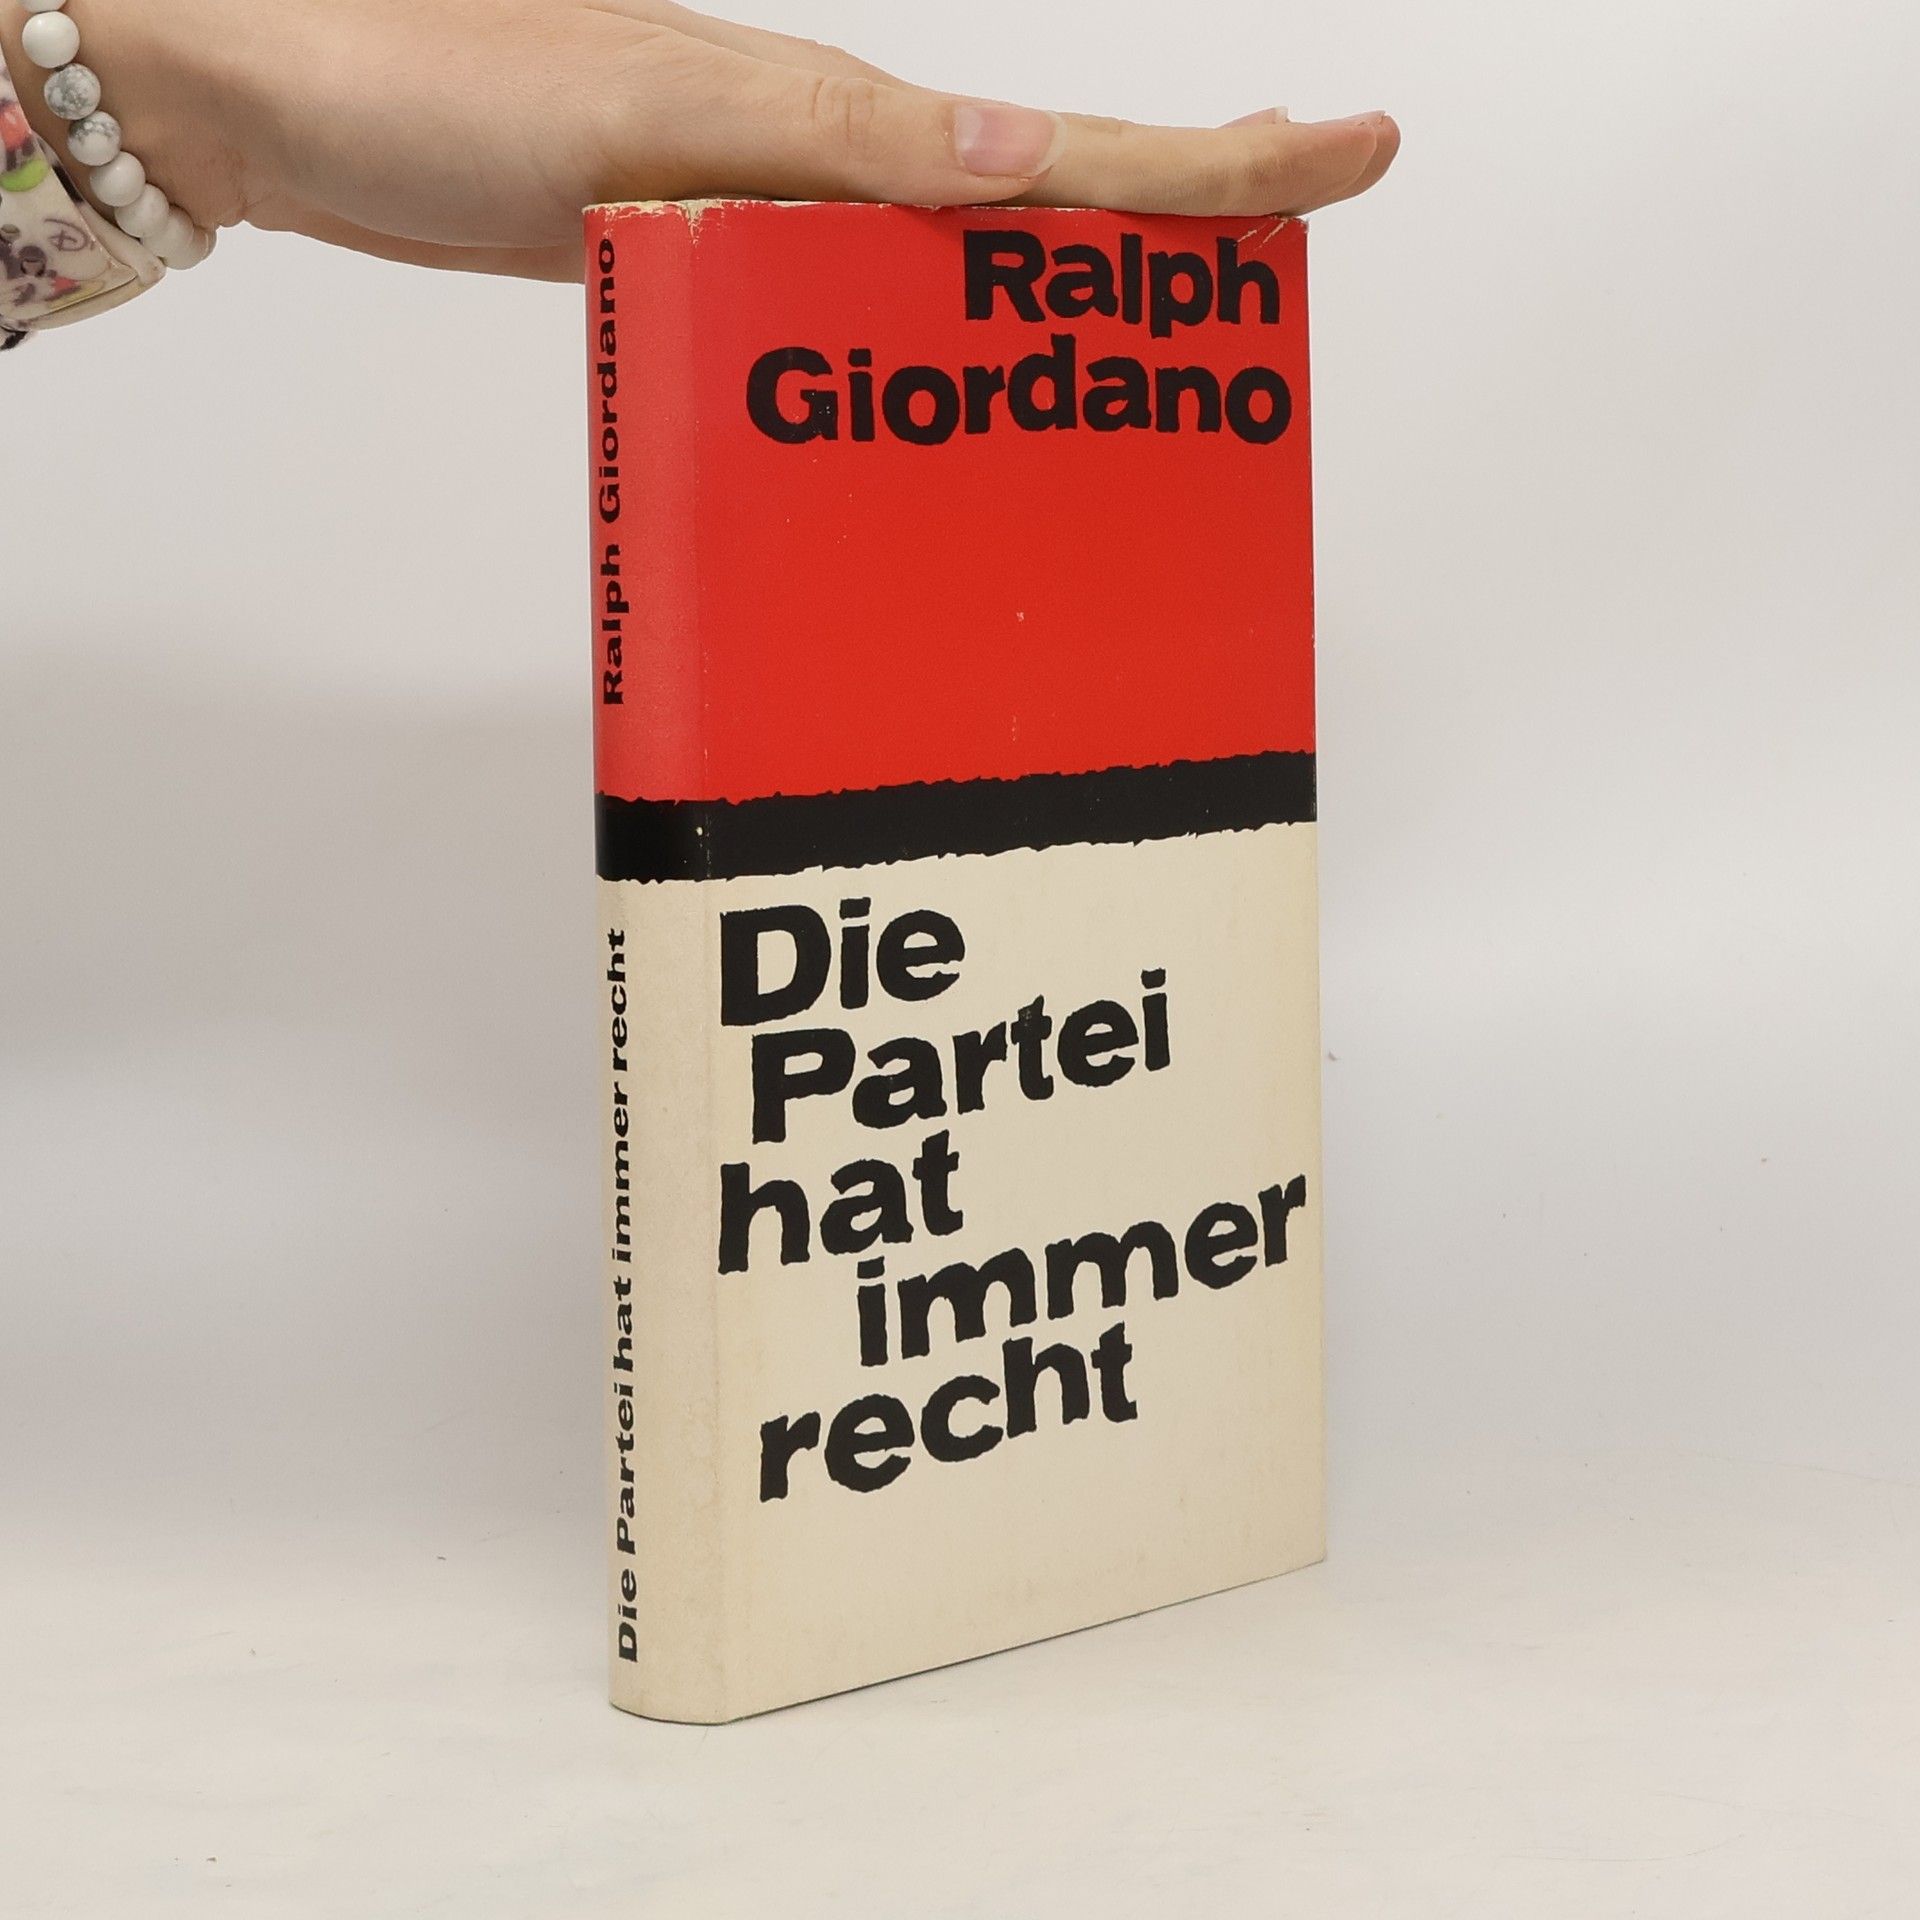 Ralph
Giordano
Die
Partei
hat
immer
recht
Ralph Giordano
Die Partei hat immer recht